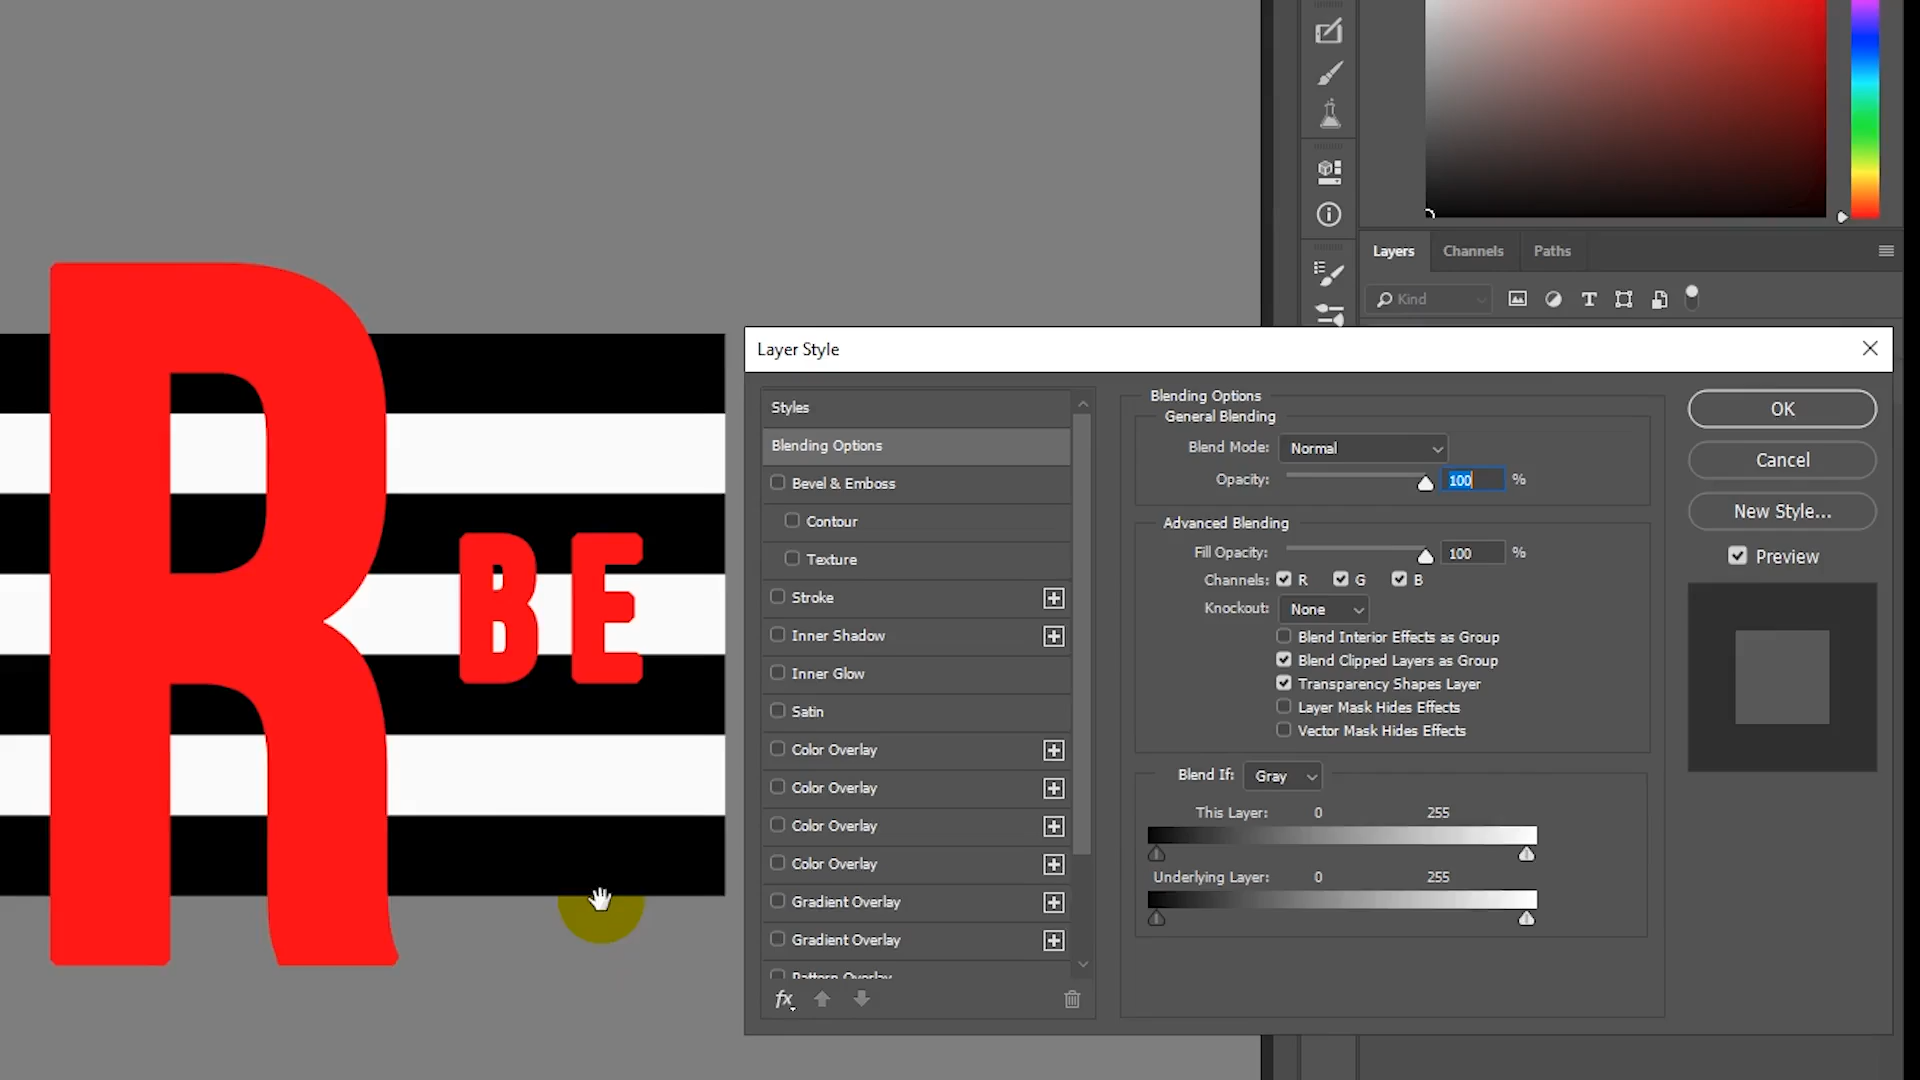 Layers Channels Paths
Kind
R BE
Layer Style
Styles
Blending Options
Bevel & Emboss
Contour
Texture
Stroke
Inner Shadow
Inner Glow
Satin
Color Overlay
Color Overlay
Color Overlay
Color Overlay
Gradient Overlay
Gradient Overlay
Pattern Overlay
fx
Blending Options
General Blending
Blend Mode: Normal
Opacity: 100 %
Advanced Blending
Fill Opacity: 100 %
Channels: R G B
Knockout: None
Blend Interior Effects as Group
Blend Clipped Layers as Group
Transparency Shapes Layer
Layer Mask Hides Effects
Vector Mask Hides Effects
Blend If: Gray
This Layer: 0 255
Underlying Layer: 0 255
OK
Cancel
New Style...
Preview